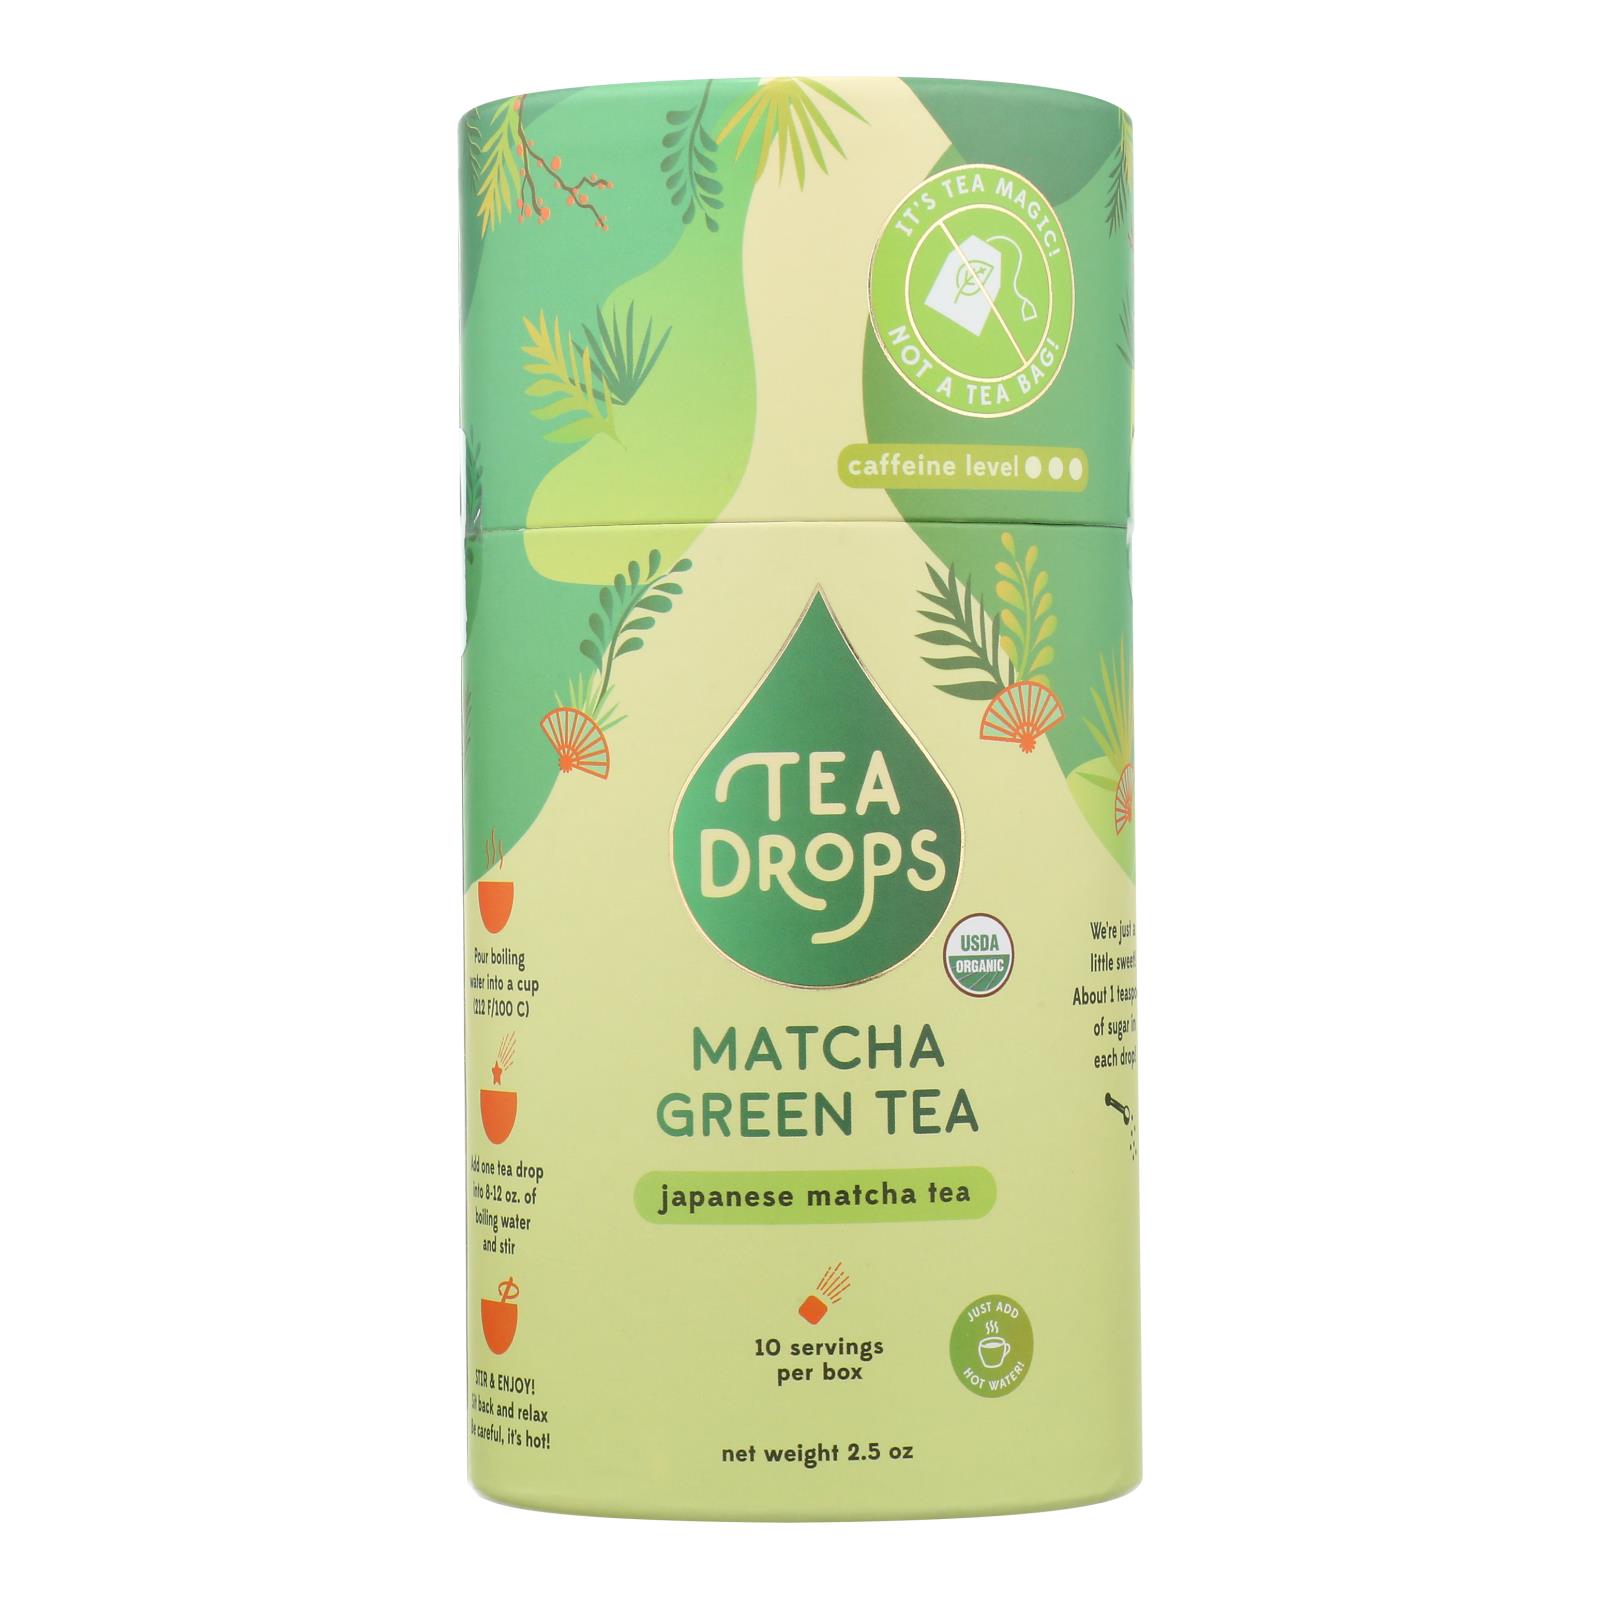 IT'S TEA MAGIC!
NOT A TEA BAG!
caffeine level
TEA
DROPS
USDA
ORGANIC
MATCHA
GREEN TEA
japanese matcha tea
10 servings
per box
JUST ADD
HOT WATER!
net weight 2.5 oz
Pour boiling
water into a cup
(212 F/100 C)
Add one tea drop
into 8-12 oz. of
boiling water
and stir
STIR & ENJOY!
Sit back and relax
Be careful, it's hot!
We're just a
little sweet!
About 1 teaspo
of sugar in
each drop!